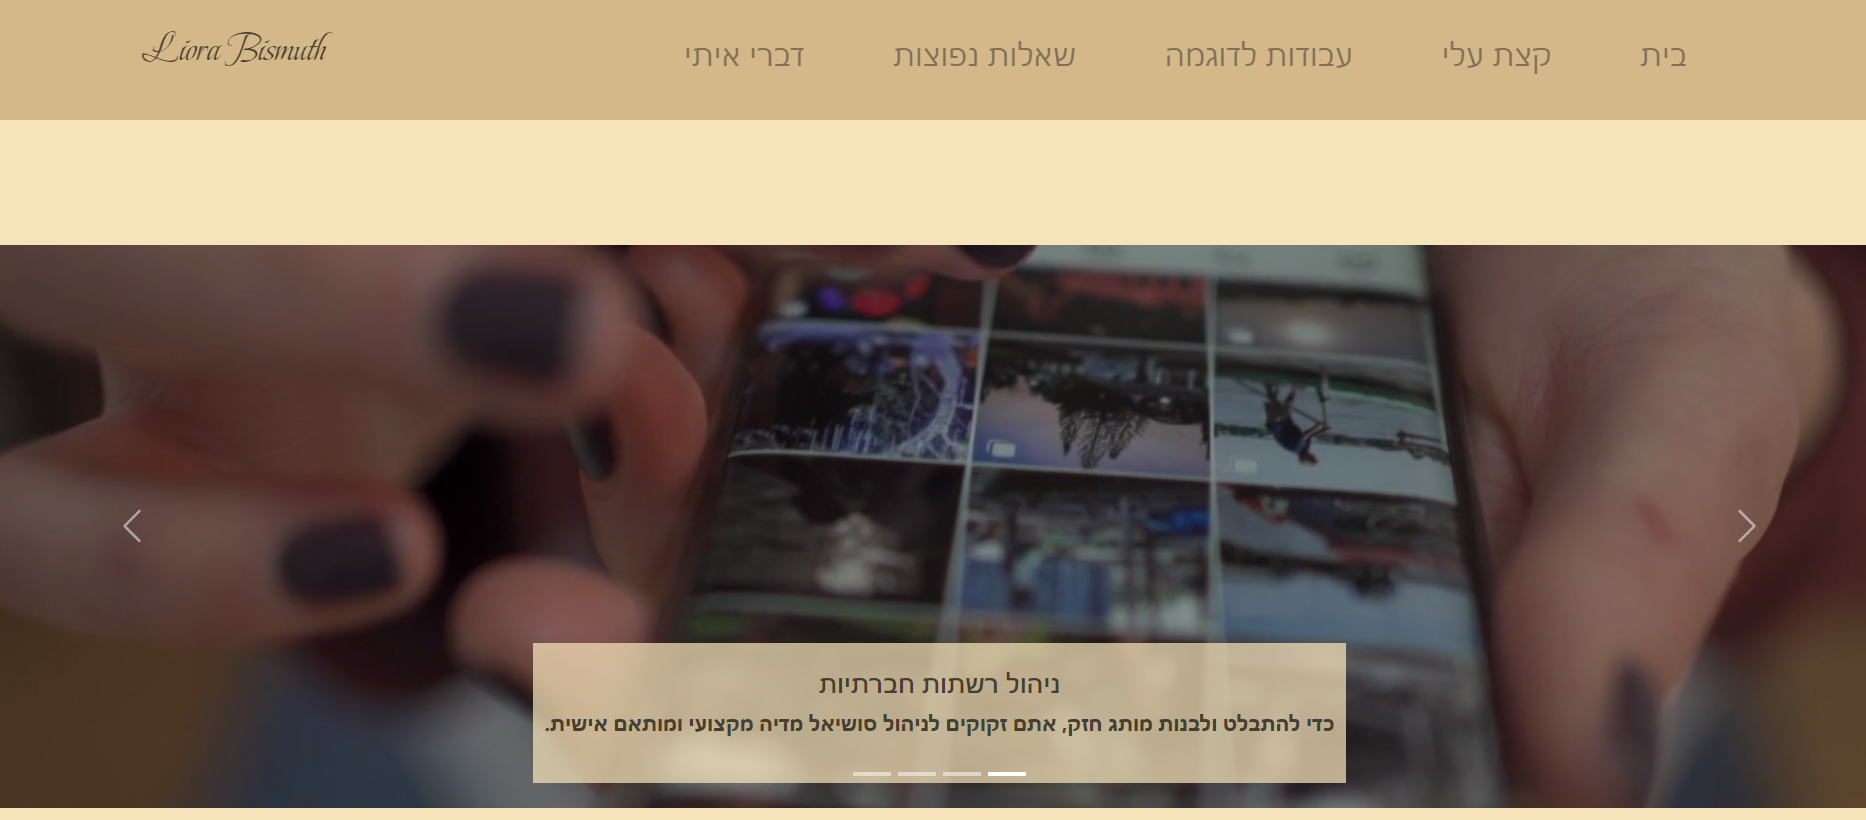 בית
קצת עלי
עבודות לדוגמה
שאלות נפוצות
דברי איתי
Liora Bismuth
ניהול רשתות חברתיות
כדי להתבלט ולבנות מותג חזק, אתם זקוקים לניהול סושיאל מדיה מקצועי ומותאם אישית.